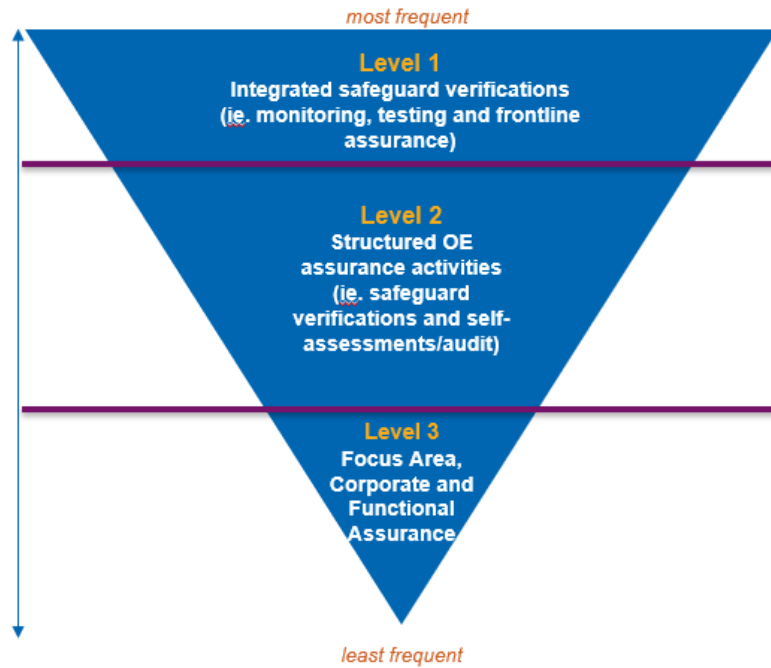 most frequent
Level 1
Integrated safeguard verifications
(ie. monitoring, testing and frontline
assurance)
Level 2
Structured OE
assurance activities
(ie. safeguard
verifications and self-
assessments/audit)
Level 3
Focus Area,
Corporate and
Functional
Assurance
least frequent